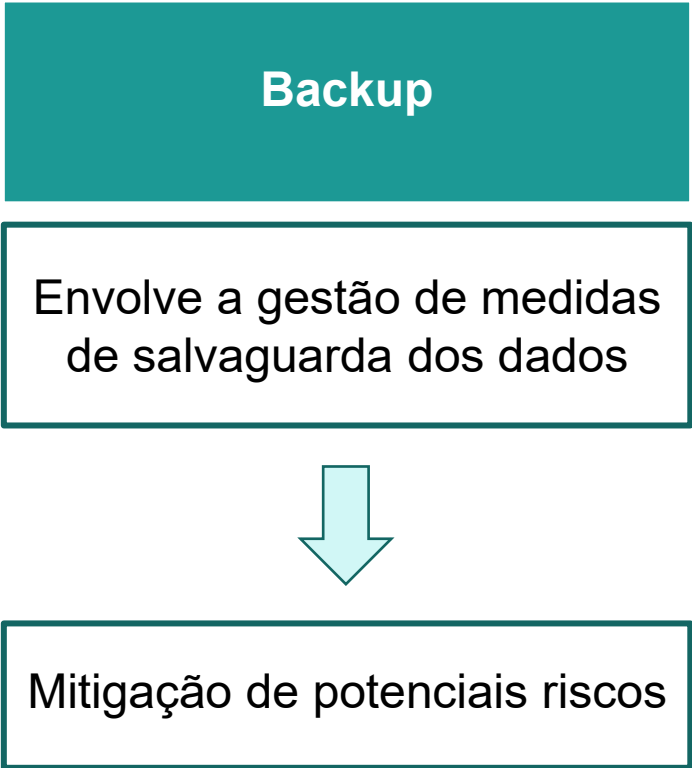 Backup
Envolve a gestão de medidas
de salvaguarda dos dados
Mitigação de potenciais riscos